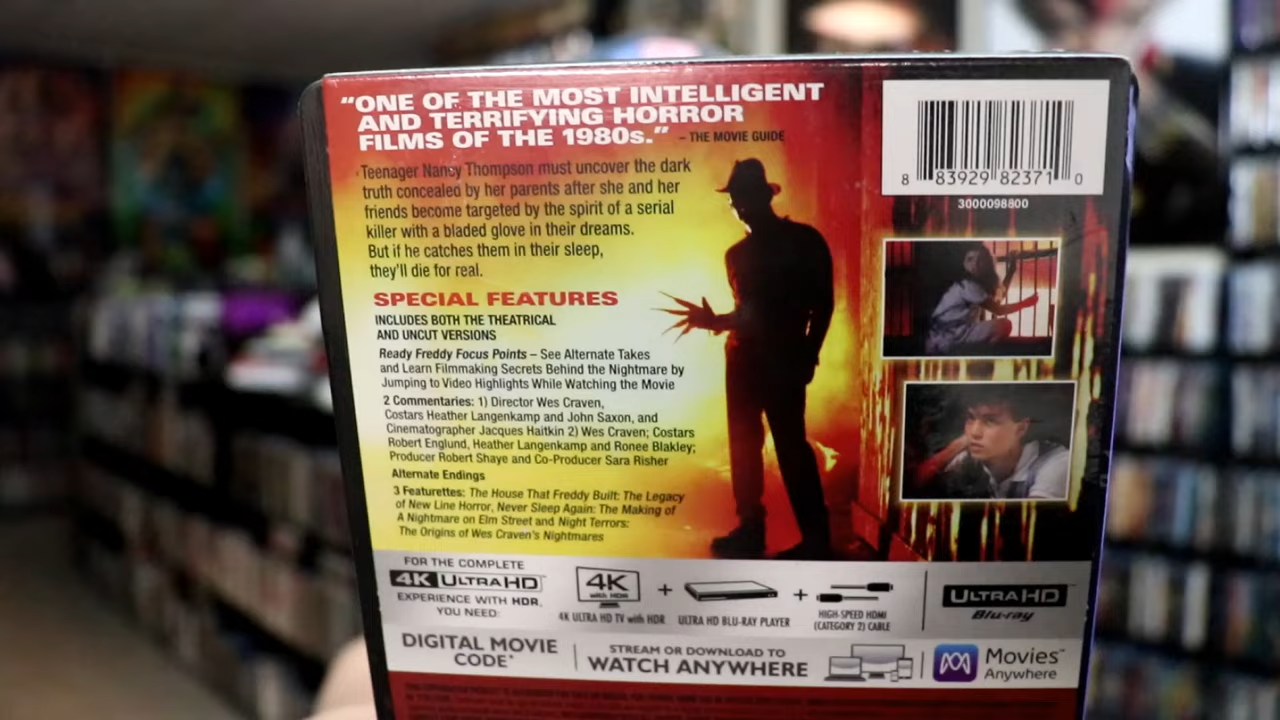 "ONE OF THE MOST INTELLIGENT
AND TERRIFYING HORROR
FILMS OF THE 1980s." – THE MOVIE GUIDE
Teenager Nancy Thompson must uncover the dark
truth concealed by her parents after she and her
friends become targeted by the spirit of a serial
killer with a bladed glove in their dreams.
But if he catches them in their sleep,
they'll die for real.
SPECIAL FEATURES
INCLUDES BOTH THE THEATRICAL
AND UNCUT VERSIONS
Ready Freddy Focus Points – See Alternate Takes
and Learn Filmmaking Secrets Behind the Nightmare by
Jumping to Video Highlights While Watching the Movie
2 Commentaries: 1) Director Wes Craven,
Costars Heather Langenkamp and John Saxon, and
Cinematographer Jacques Haitkin 2) Wes Craven; Costars
Robert Englund, Heather Langenkamp and Ronee Blakley;
Producer Robert Shaye and Co-Producer Sara Risher
Alternate Endings
3 Featurettes: The House That Freddy Built: The Legacy
of New Line Horror, Never Sleep Again: The Making of
A Nightmare on Elm Street and Night Terrors:
The Origins of Wes Craven's Nightmares
8 83929 82371 0
3000098800
FOR THE COMPLETE
4K ULTRA HD
EXPERIENCE WITH HDR,
YOU NEED:
4K
with HDR
4K ULTRA HD TV with HDR
+
ULTRA HD BLU-RAY PLAYER
+
HIGH-SPEED HDMI
(CATEGORY 2) CABLE
ULTRA HD
Blu-ray
DIGITAL MOVIE
CODE*
STREAM OR DOWNLOAD TO
WATCH ANYWHERE
Movies™
Anywhere